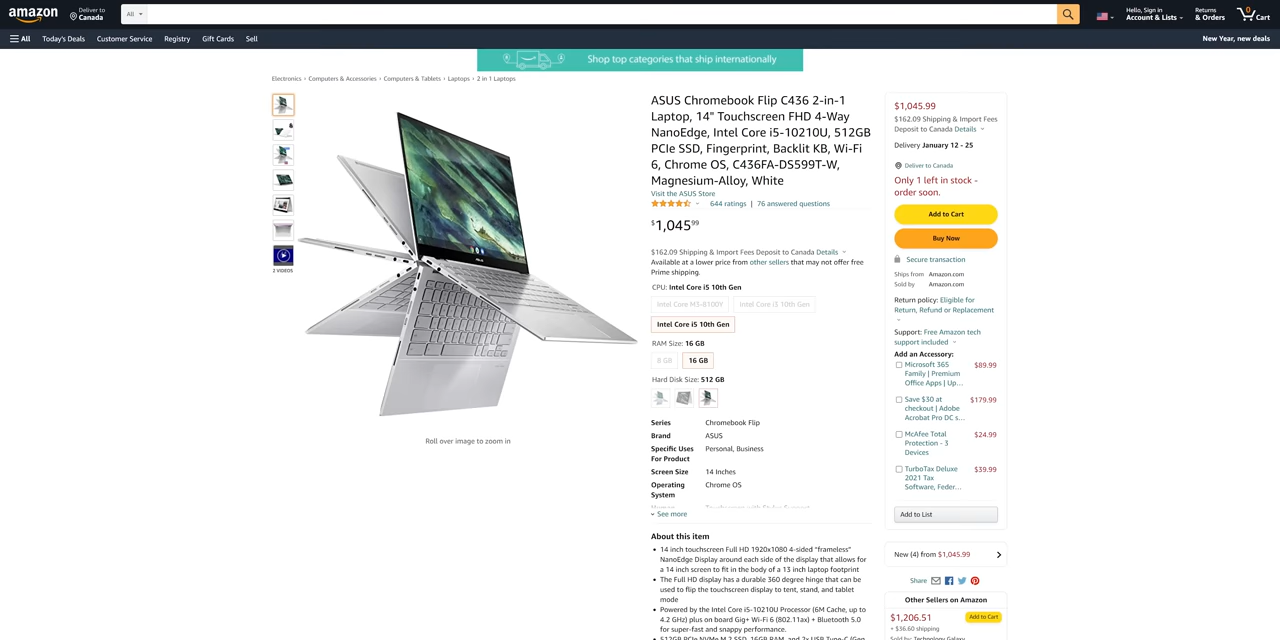 amazon
Deliver to
Canada
All
0
Hello, Sign in
Account & Lists
Returns
& Orders
Cart
All
Today's Deals
Customer Service
Registry
Gift Cards
Sell
New Year, new deals
Shop top categories that ship internationally
Electronics › Computers & Accessories › Computers & Tablets › Laptops › 2 in 1 Laptops
2 VIDEOS
Roll over image to zoom in
ASUS Chromebook Flip C436 2-in-1
Laptop, 14" Touchscreen FHD 4-Way
NanoEdge, Intel Core i5-10210U, 512GB
PCIe SSD, Fingerprint, Backlit KB, Wi-Fi
6, Chrome OS, C436FA-DS599T-W,
Magnesium-Alloy, White
Visit the ASUS Store
644 ratings | 76 answered questions
$1,045 99
$162.09 Shipping & Import Fees Deposit to Canada Details
Available at a lower price from other sellers that may not offer free
Prime shipping.
CPU: Intel Core i5 10th Gen
Intel Core M3-8100Y
Intel Core i3 10th Gen
Intel Core i5 10th Gen
RAM Size: 16 GB
8 GB
16 GB
Hard Disk Size: 512 GB
Series Chromebook Flip
Brand ASUS
Specific Uses Personal, Business
For Product
Screen Size 14 Inches
Operating Chrome OS
System
See more
About this item
• 14 inch touchscreen Full HD 1920x1080 4-sided "frameless"
NanoEdge Display around each side of the display that allows for
a 14 inch screen to fit in the body of a 13 inch laptop footprint
• The Full HD display has a durable 360 degree hinge that can be
used to flip the touchscreen display to tent, stand, and tablet
mode
• Powered by the Intel Core i5-10210U Processor (6M Cache, up to
4.2 GHz) plus on board Gig+ Wi-Fi 6 (802.11ax) + Bluetooth 5.0
for super-fast and snappy performance.
• 512GB PCIe NVMe M.2 SSD, 16GB RAM, and 2x USB Type-C (Gen
$1,045.99
$162.09 Shipping & Import Fees
Deposit to Canada Details
Delivery January 12 - 25
Deliver to Canada
Only 1 left in stock -
order soon.
Add to Cart
Buy Now
Secure transaction
Ships from Amazon.com
Sold by Amazon.com
Return policy: Eligible for
Return, Refund or Replacement
Support: Free Amazon tech
support included
Add an Accessory:
Microsoft 365 $89.99
Family | Premium
Office Apps | Up…
Save $30 at $179.99
checkout | Adobe
Acrobat Pro DC s…
McAfee Total $24.99
Protection - 3
Devices
TurboTax Deluxe $39.99
2021 Tax
Software, Feder…
Add to List
New (4) from $1,045.99
Share
Other Sellers on Amazon
$1,206.51
Add to Cart
+ $36.60 shipping
Sold by: Technology Galaxy